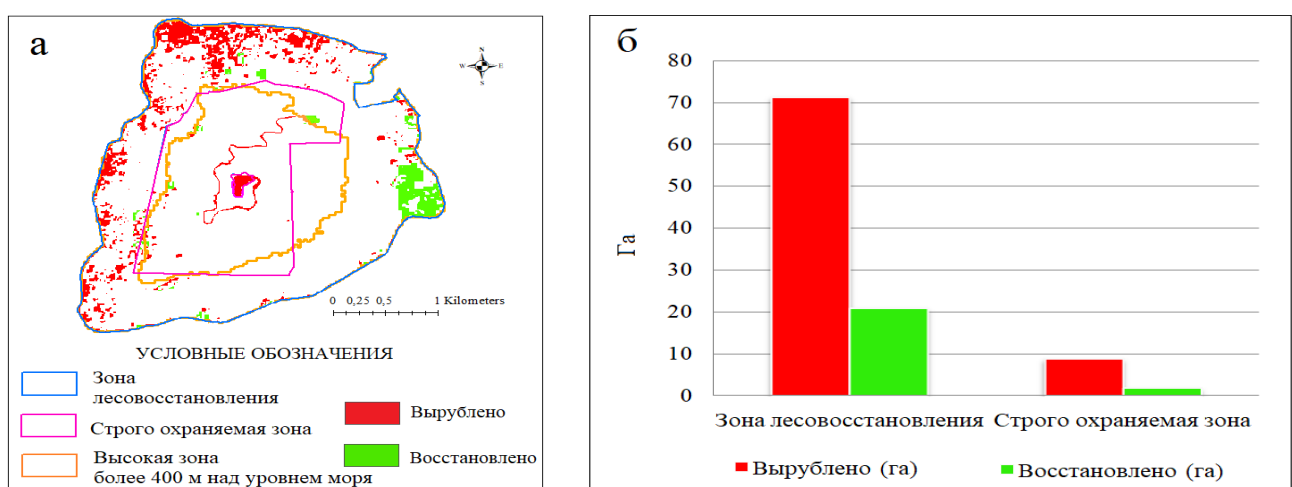 а
N
W E
S
0 0,25 0,5 1 Kilometers
УСЛОВНЫЕ ОБОЗНАЧЕНИЯ
Зона
лесовосстановления
Строго охраняемая зона
Высокая зона
более 400 м над уровнем моря
Вырублено
Восстановлено
б
80
70
60
50
40
30
20
10
0
Га
Зона лесовосстановления Строго охраняемая зона
Вырублено (га) Восстановлено (га)